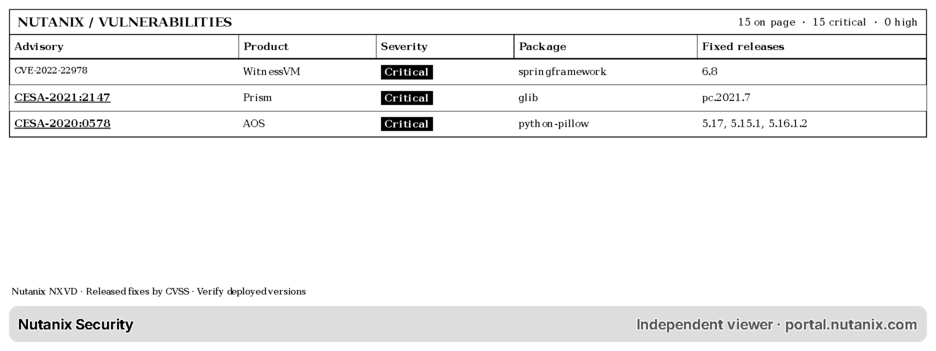 NUTANIX / VULNERABILITIES 15 on page · 15 critical · 0 high
Advisory Product Severity Package Fixed releases
CVE-2022-22978 WitnessVM Critical springframework 6.8
CESA-2021:2147 Prism Critical glib pc.2021.7
CESA-2020:0578 AOS Critical python-pillow 5.17, 5.15.1, 5.16.1.2
Nutanix NXVD · Released fixes by CVSS · Verify deployed versions
Nutanix Security Independent viewer · portal.nutanix.com